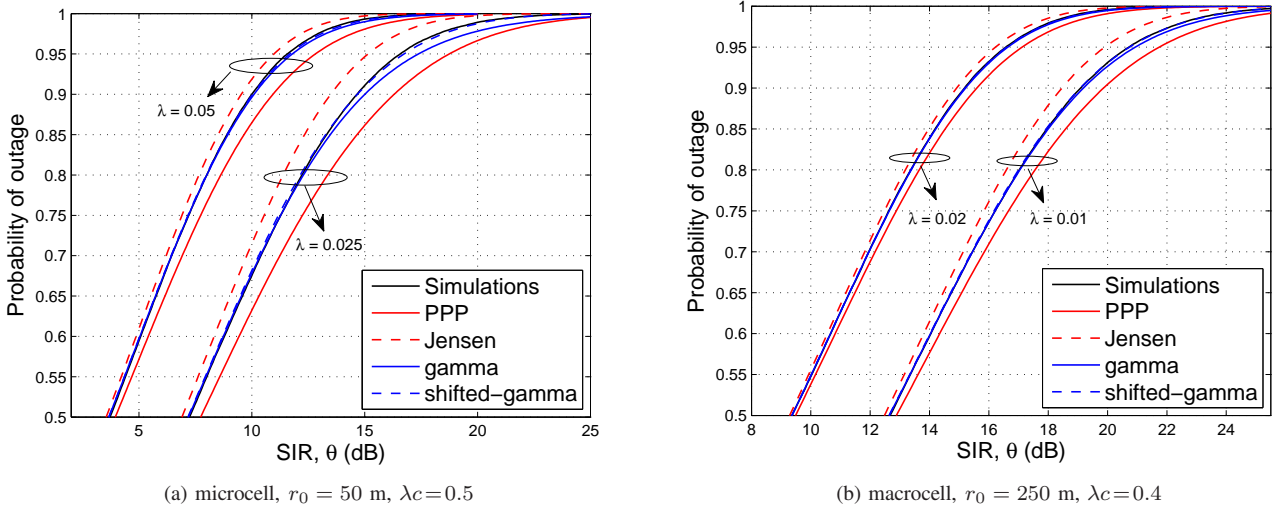 Probability of outage
1
0.95
0.9
0.85
0.8
0.75
0.7
0.65
0.6
0.55
0.5
λ = 0.05
λ = 0.025
Simulations
PPP
Jensen
gamma
shifted−gamma
5 10 15 20 25
SIR, θ (dB)
(a) microcell, r₀ = 50 m, λc=0.5
Probability of outage
1
0.95
0.9
0.85
0.8
0.75
0.7
0.65
0.6
0.55
0.5
λ = 0.02
λ = 0.01
Simulations
PPP
Jensen
gamma
shifted−gamma
8 10 12 14 16 18 20 22 24
SIR, θ (dB)
(b) macrocell, r₀ = 250 m, λc=0.4